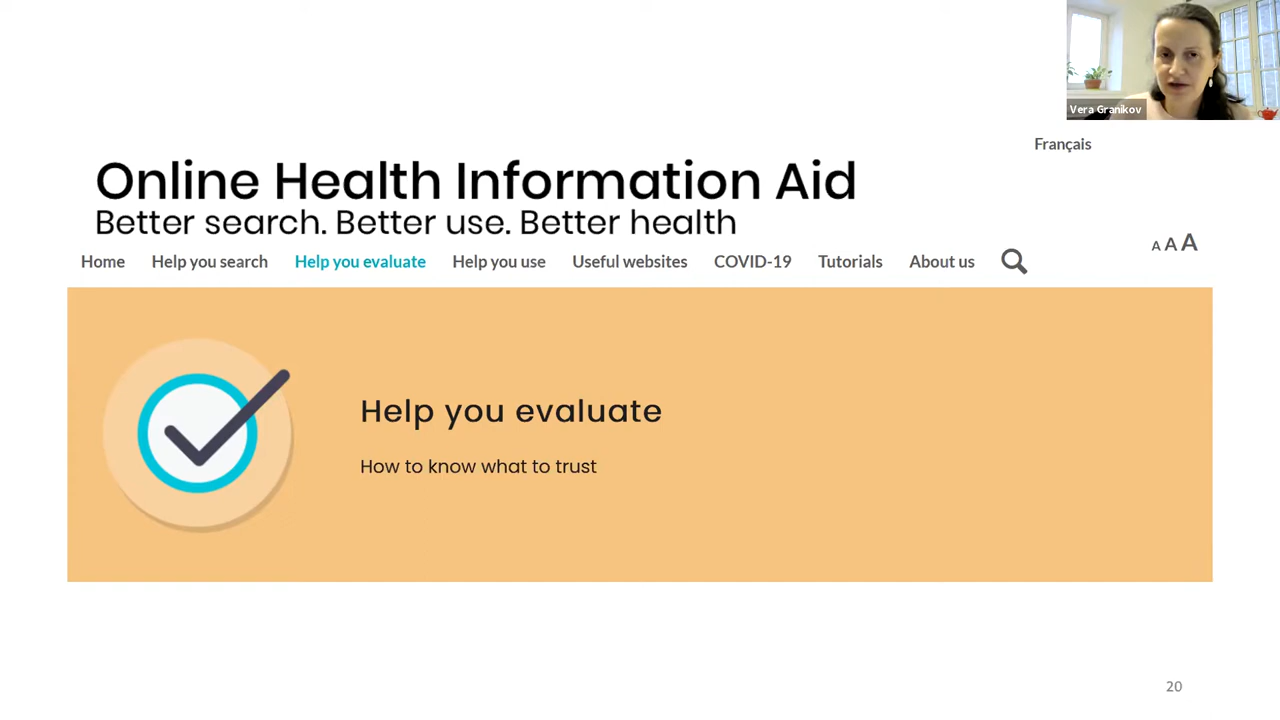 Vera Granikov
Français
Online Health Information Aid
Better search. Better use. Better health
A A A
Home Help you search Help you evaluate Help you use Useful websites COVID-19 Tutorials About us
Help you evaluate
How to know what to trust
20